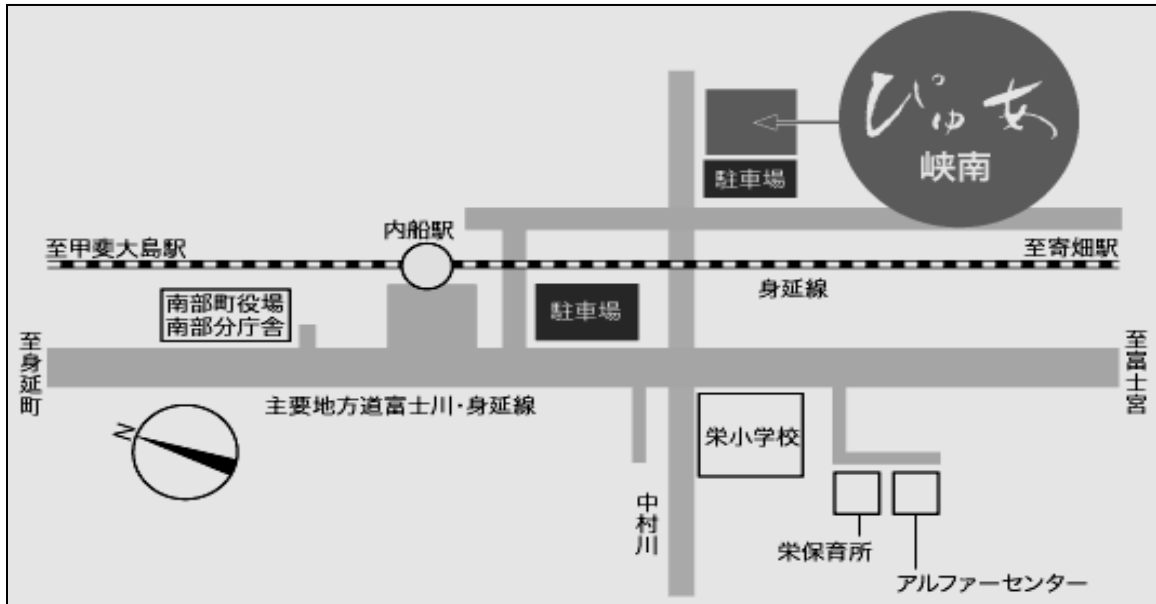 ぴゅあ
峡南
駐車場
内船駅
至甲斐大島駅
至寄畑駅
身延線
南部町役場
南部分庁舎
駐車場
至身延町
至富士宮
主要地方道富士川・身延線
N
栄小学校
中村川
栄保育所
アルファーセンター